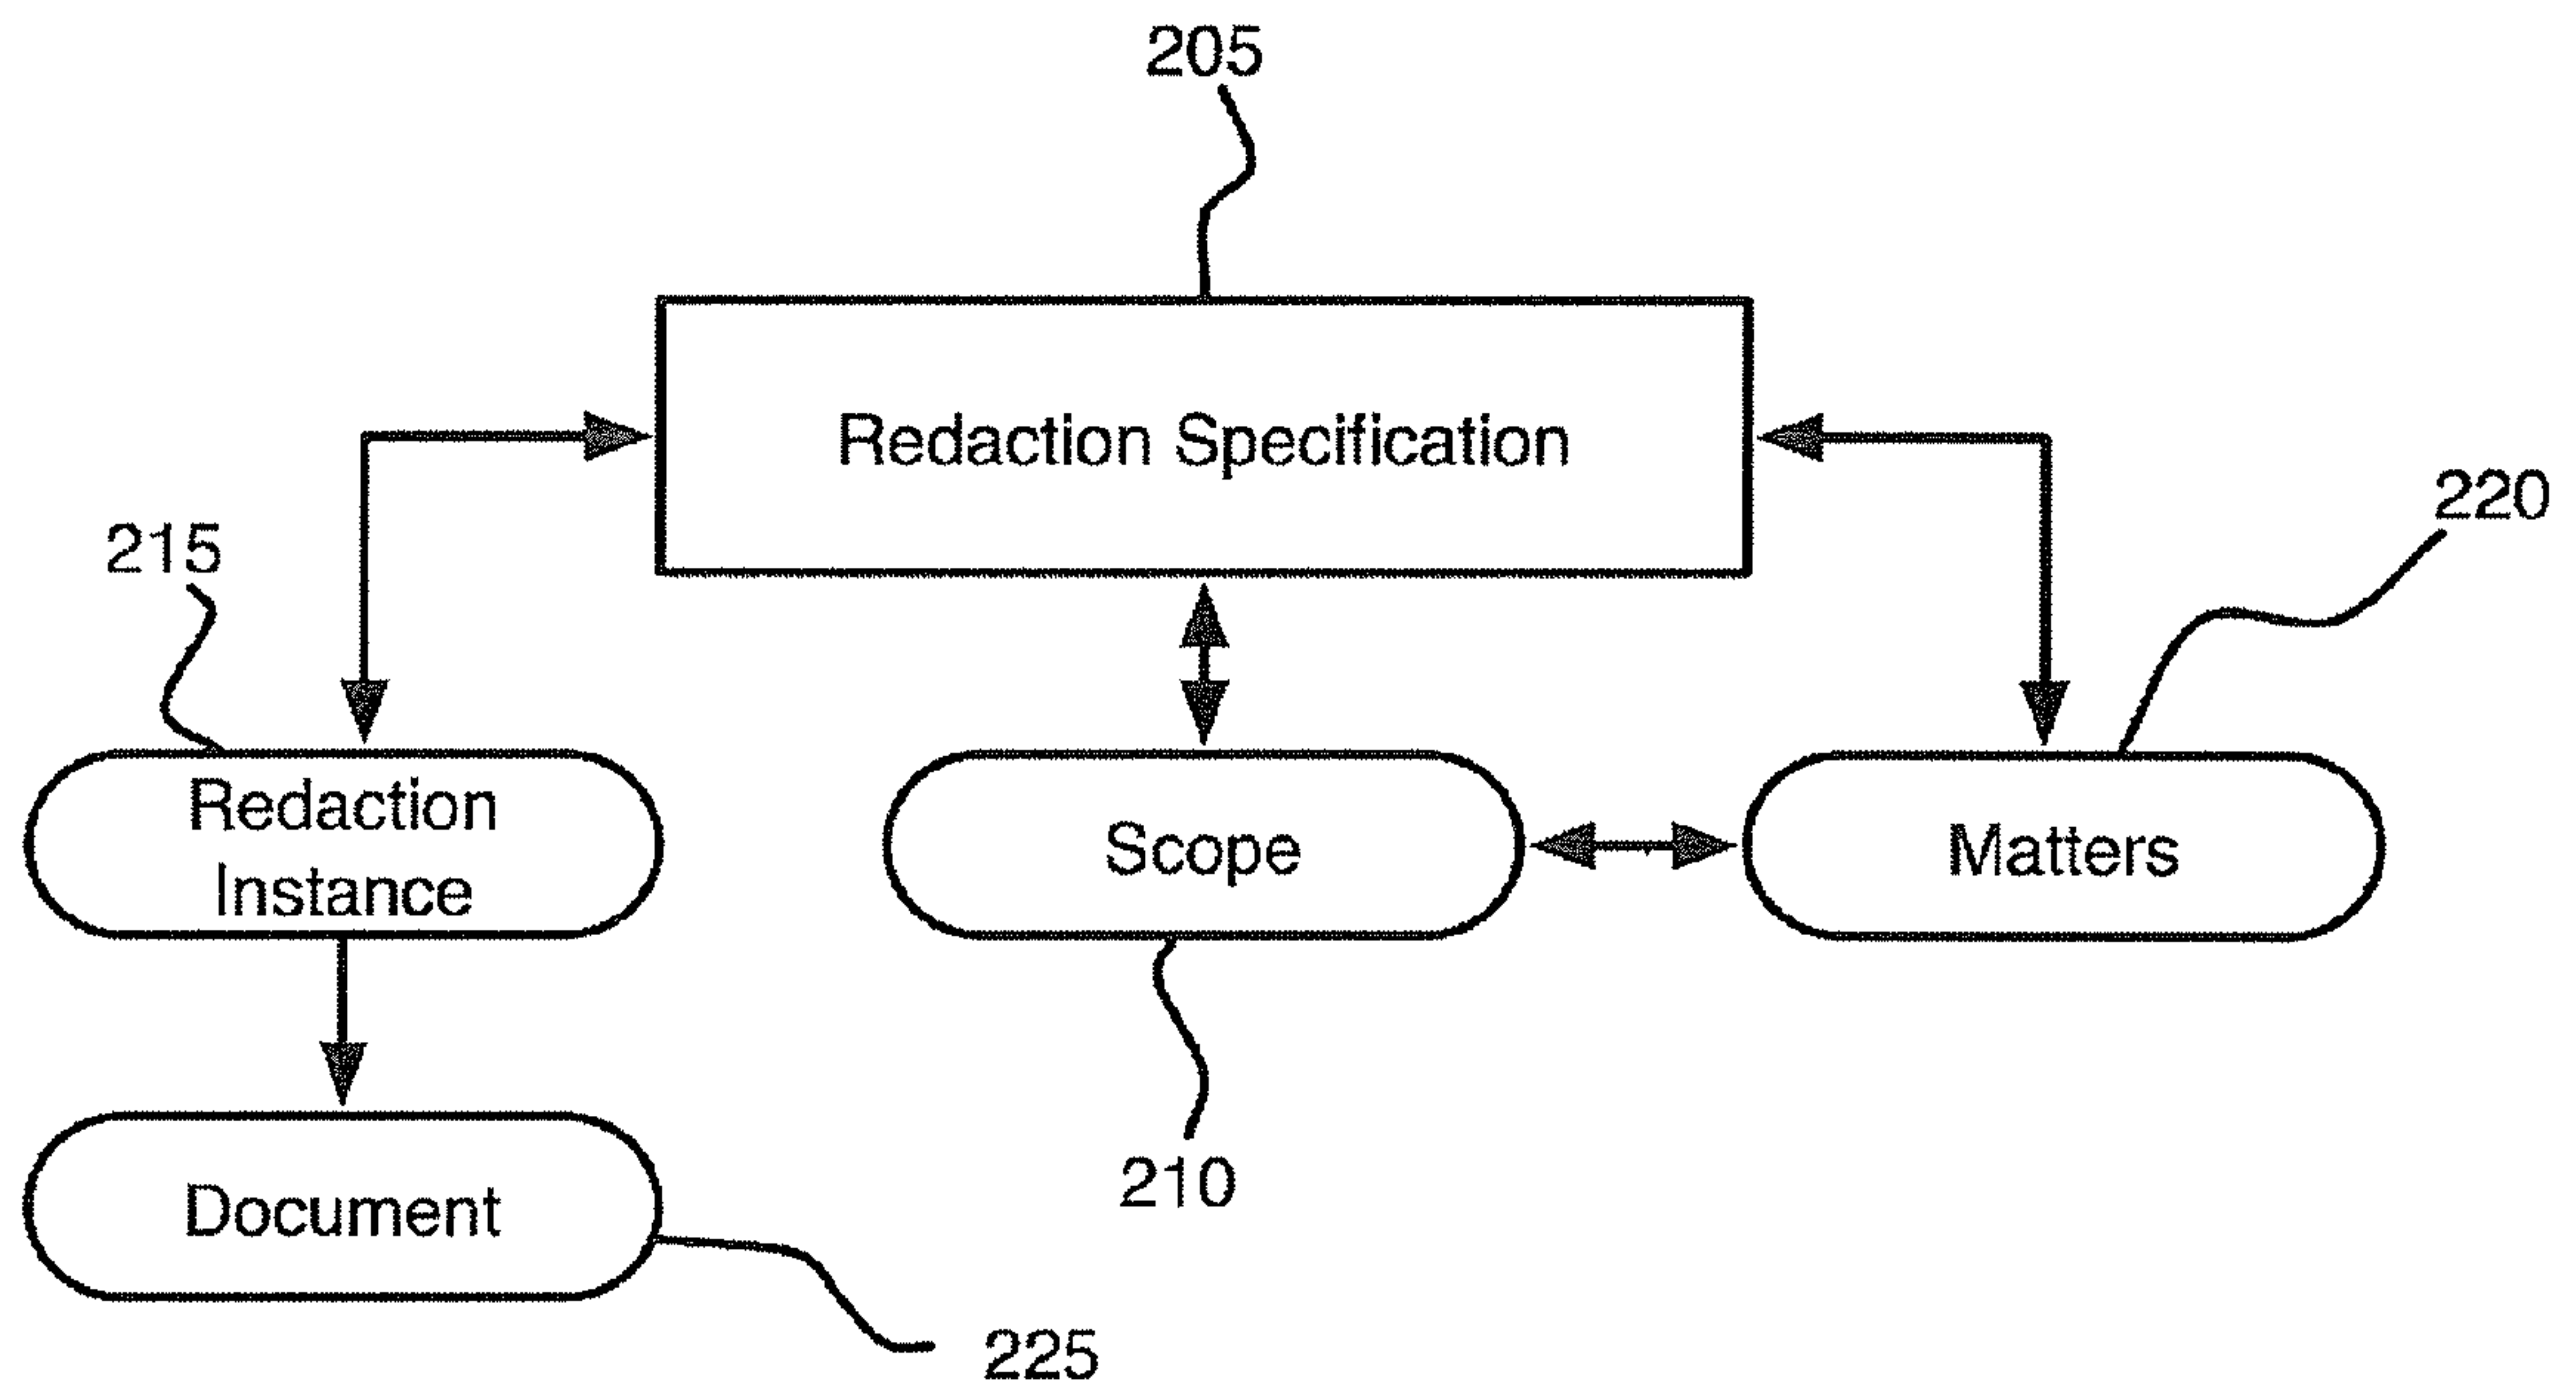 205
Redaction Specification
220
215
Redaction
Instance
Scope
Matters
210
Document
225